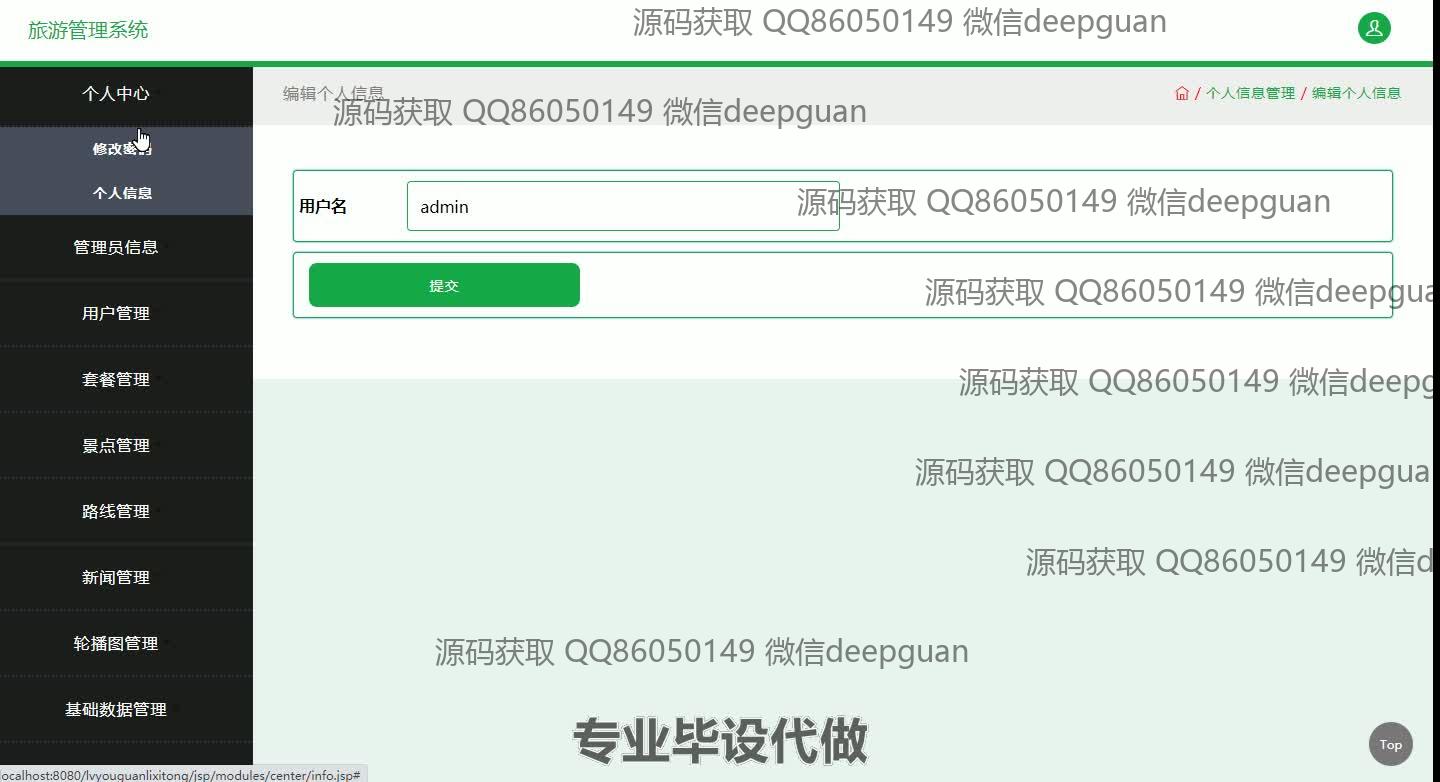 旅游管理系统
源码获取 QQ86050149 微信deepguan
个人中心
编辑个人信息
/ 个人信息管理 / 编辑个人信息
源码获取 QQ86050149 微信deepguan
修改密码
个人信息
用户名
admin
源码获取 QQ86050149 微信deepguan
管理员信息
提交
源码获取 QQ86050149 微信deepgua
用户管理
套餐管理
源码获取 QQ86050149 微信deepg
景点管理
源码获取 QQ86050149 微信deepgua
路线管理
源码获取 QQ86050149 微信d
新闻管理
轮播图管理
源码获取 QQ86050149 微信deepguan
基础数据管理
专业毕设代做
Top
localhost:8080/lvyouguanlixitong/jsp/modules/center/info.jsp#